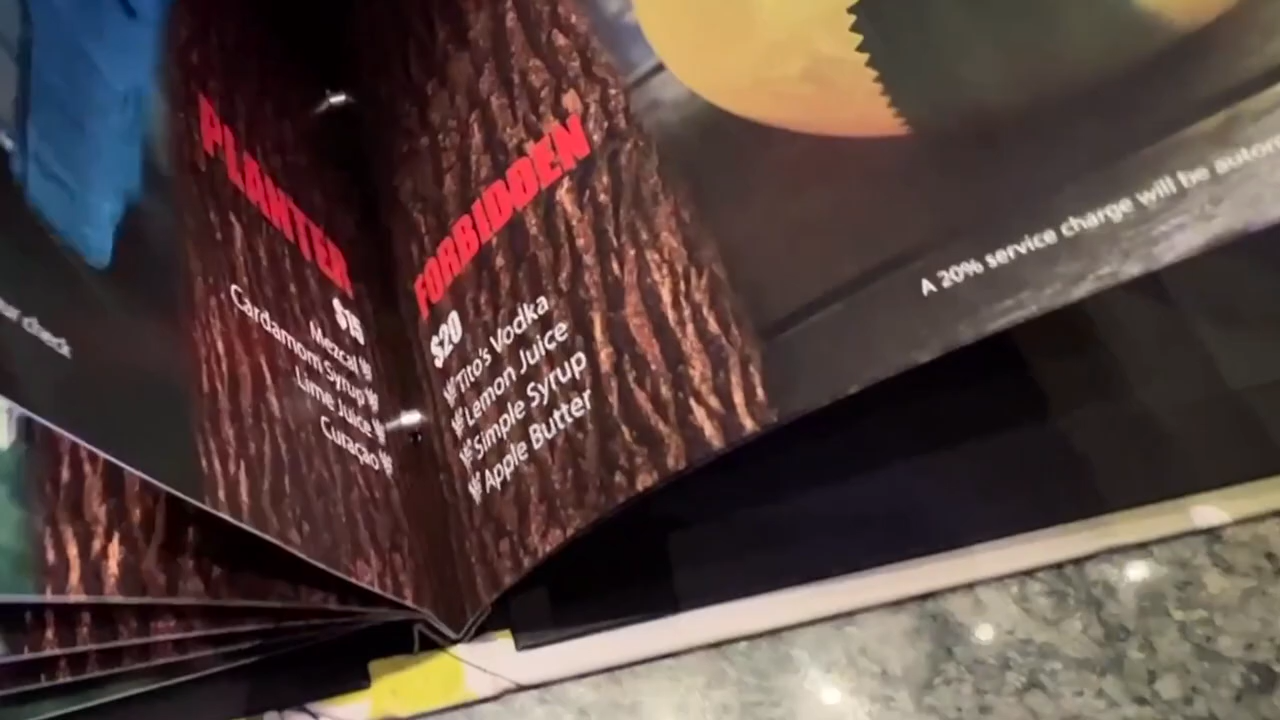 PLANTER
$15
Mezcal
Cardamom Syrup
Lime Juice
Curaçao
FORBIDDEN
$20
Tito's Vodka
Lemon Juice
Simple Syrup
Apple Butter
A 20% service charge will be
check